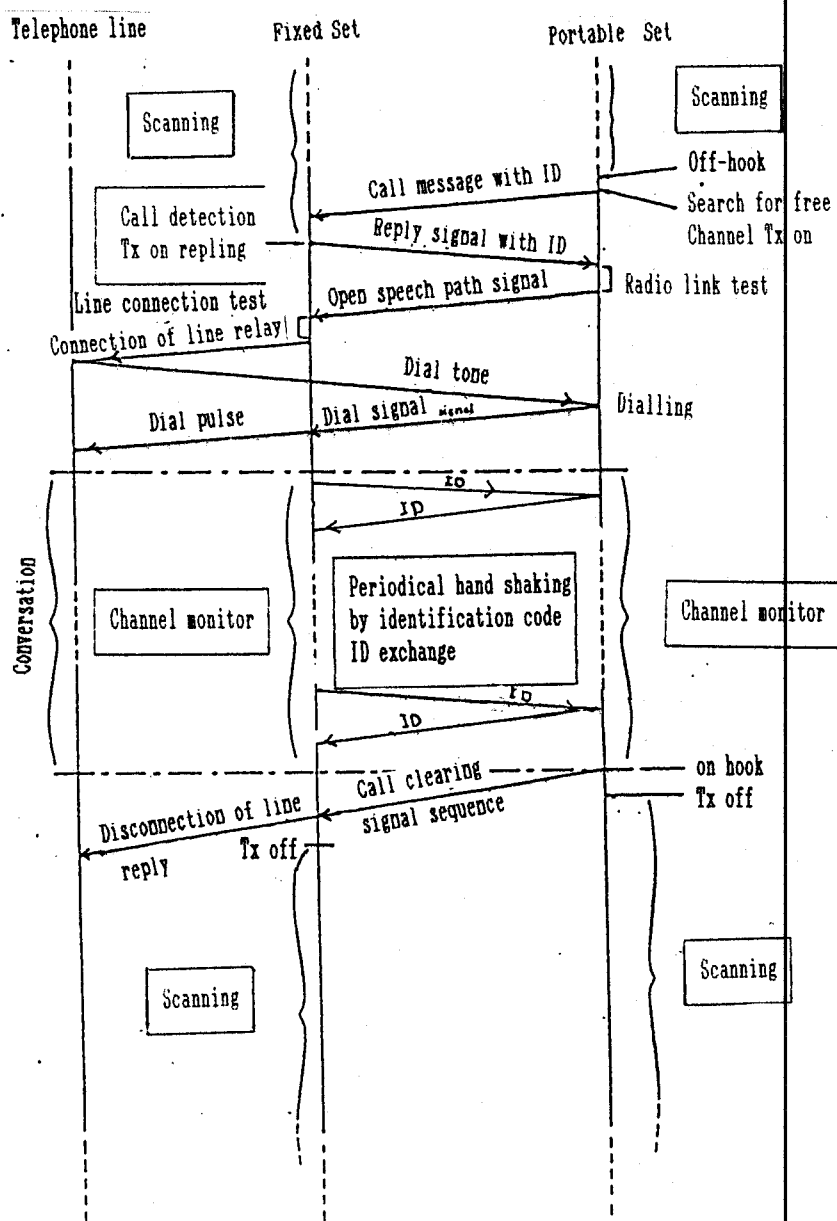 Telephone line
Fixed Set
Portable Set
Scanning
Scanning
Off-hook
Call message with ID
Search for free
Channel Tx on
Call detection
Tx on repling
Reply signal with ID
Radio link test
Open speech path signal
Line connection test
Connection of line relay
Dial tone
Dialling
Dial signal signal
Dial pulse
ID
ID
Conversation
Channel monitor
Periodical hand shaking
by identification code
ID exchange
Channel monitor
ID
ID
on hook
Tx off
Call clearing
signal sequence
Disconnection of line
reply
Tx off
Scanning
Scanning